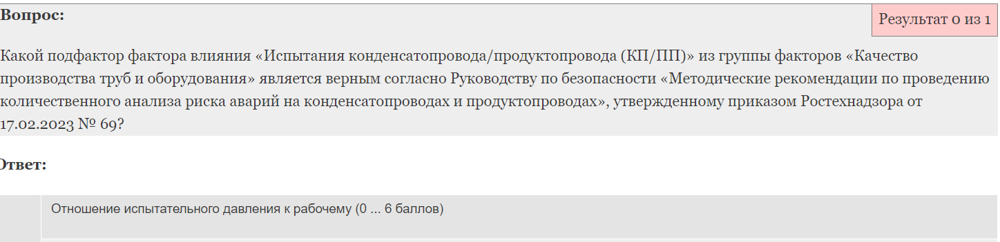 Вопрос:
Результат 0 из 1
Какой подфактор фактора влияния «Испытания конденсатопровода/продуктопровода (КП/ПП)» из группы факторов «Качество
производства труб и оборудования» является верным согласно Руководству по безопасности «Методические рекомендации по проведению
количественного анализа риска аварий на конденсатопроводах и продуктопроводах», утвержденному приказом Ростехнадзора от
17.02.2023 № 69?
Ответ:
Отношение испытательного давления к рабочему (0 ... 6 баллов)